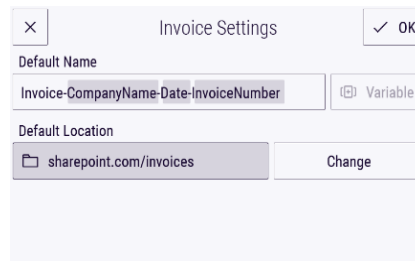 Invoice Settings
OK
Default Name
Invoice-CompanyName-Date-InvoiceNumber
Variable
Default Location
sharepoint.com/invoices
Change